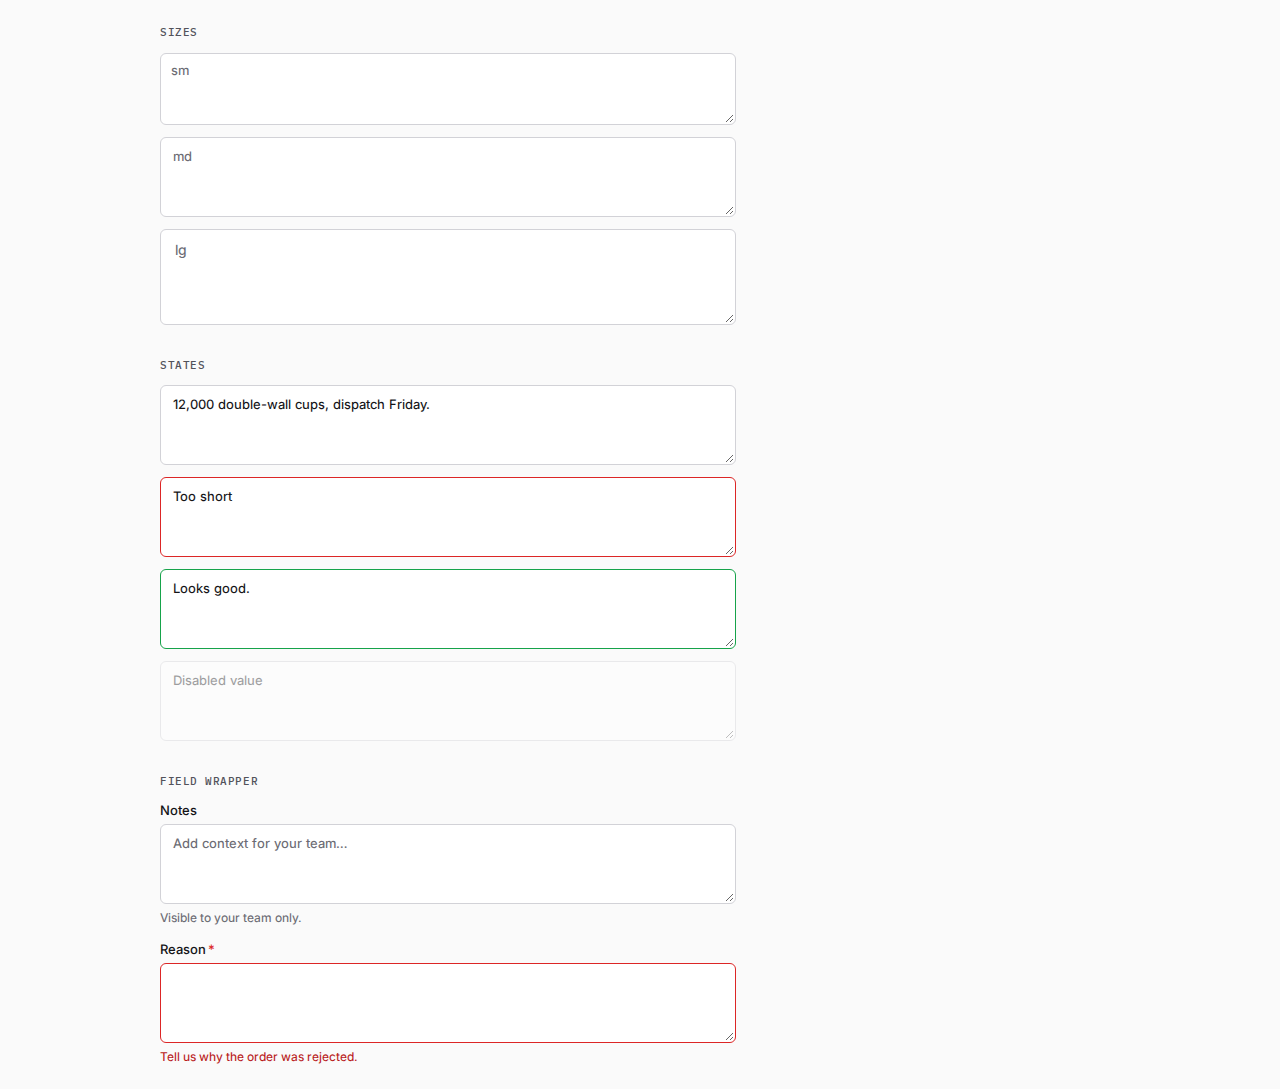 SIZES
sm
md
lg
STATES
12,000 double-wall cups, dispatch Friday.
Too short
Looks good.
Disabled value
FIELD WRAPPER
Notes
Add context for your team...
Visible to your team only.
Reason *
Tell us why the order was rejected.